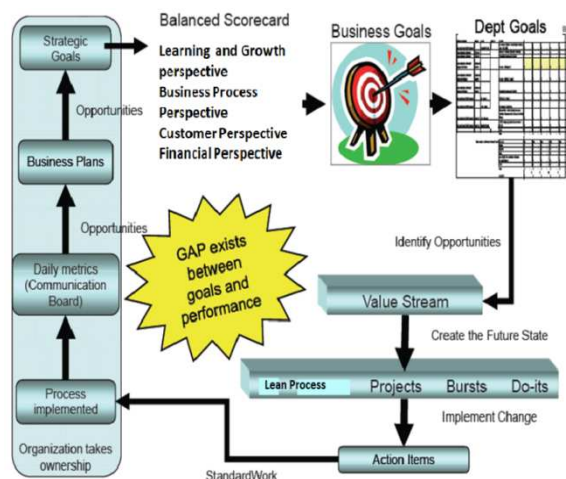 Strategic
Goals
Balanced Scorecard
Learning and Growth
perspective
Business Process
Perspective
Customer Perspective
Financial Perspective
Business Goals
Dept Goals
Opportunities
Business Plans
Opportunities
Daily metrics
(Communication
Board)
GAP exists
between
goals and
performance
Identify Opportunities
Value Stream
Create the Future State
Lean Process
Projects
Bursts
Do-its
Implement Change
Process
implemented
Organization takes
ownership
StandardWork
Action Items